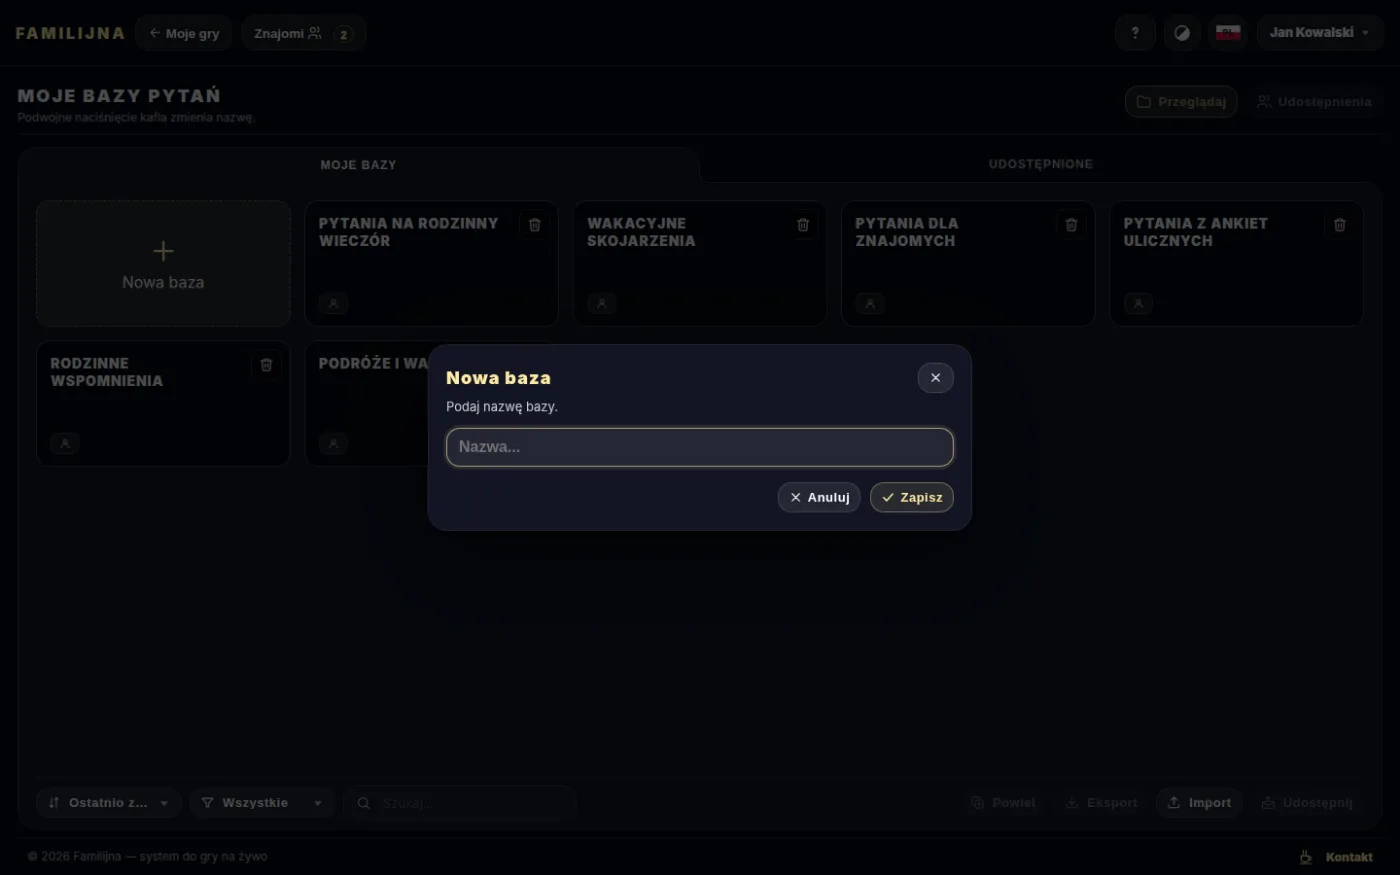 FAMILIJNA
Moje gry
Znajomi
2
?
PL
Jan Kowalski
MOJE BAZY PYTAŃ
Podwójne naciśnięcie kafla zmienia nazwę.
Przeglądaj
Udostępnienia
MOJE BAZY
UDOSTĘPNIONE
Nowa baza
PYTANIA NA RODZINNY
WIECZÓR
WAKACYJNE
SKOJARZENIA
PYTANIA DLA
ZNAJOMYCH
PYTANIA Z ANKIET
ULICZNYCH
RODZINNE
WSPOMNIENIA
PODRÓŻE I WA
Nowa baza
Podaj nazwę bazy.
Nazwa...
Anuluj
Zapisz
Ostatnio z...
Wszystkie
Szukaj...
Powiel
Eksport
Import
Udostępnij
© 2026 Familijna — system do gry na żywo
Kontakt